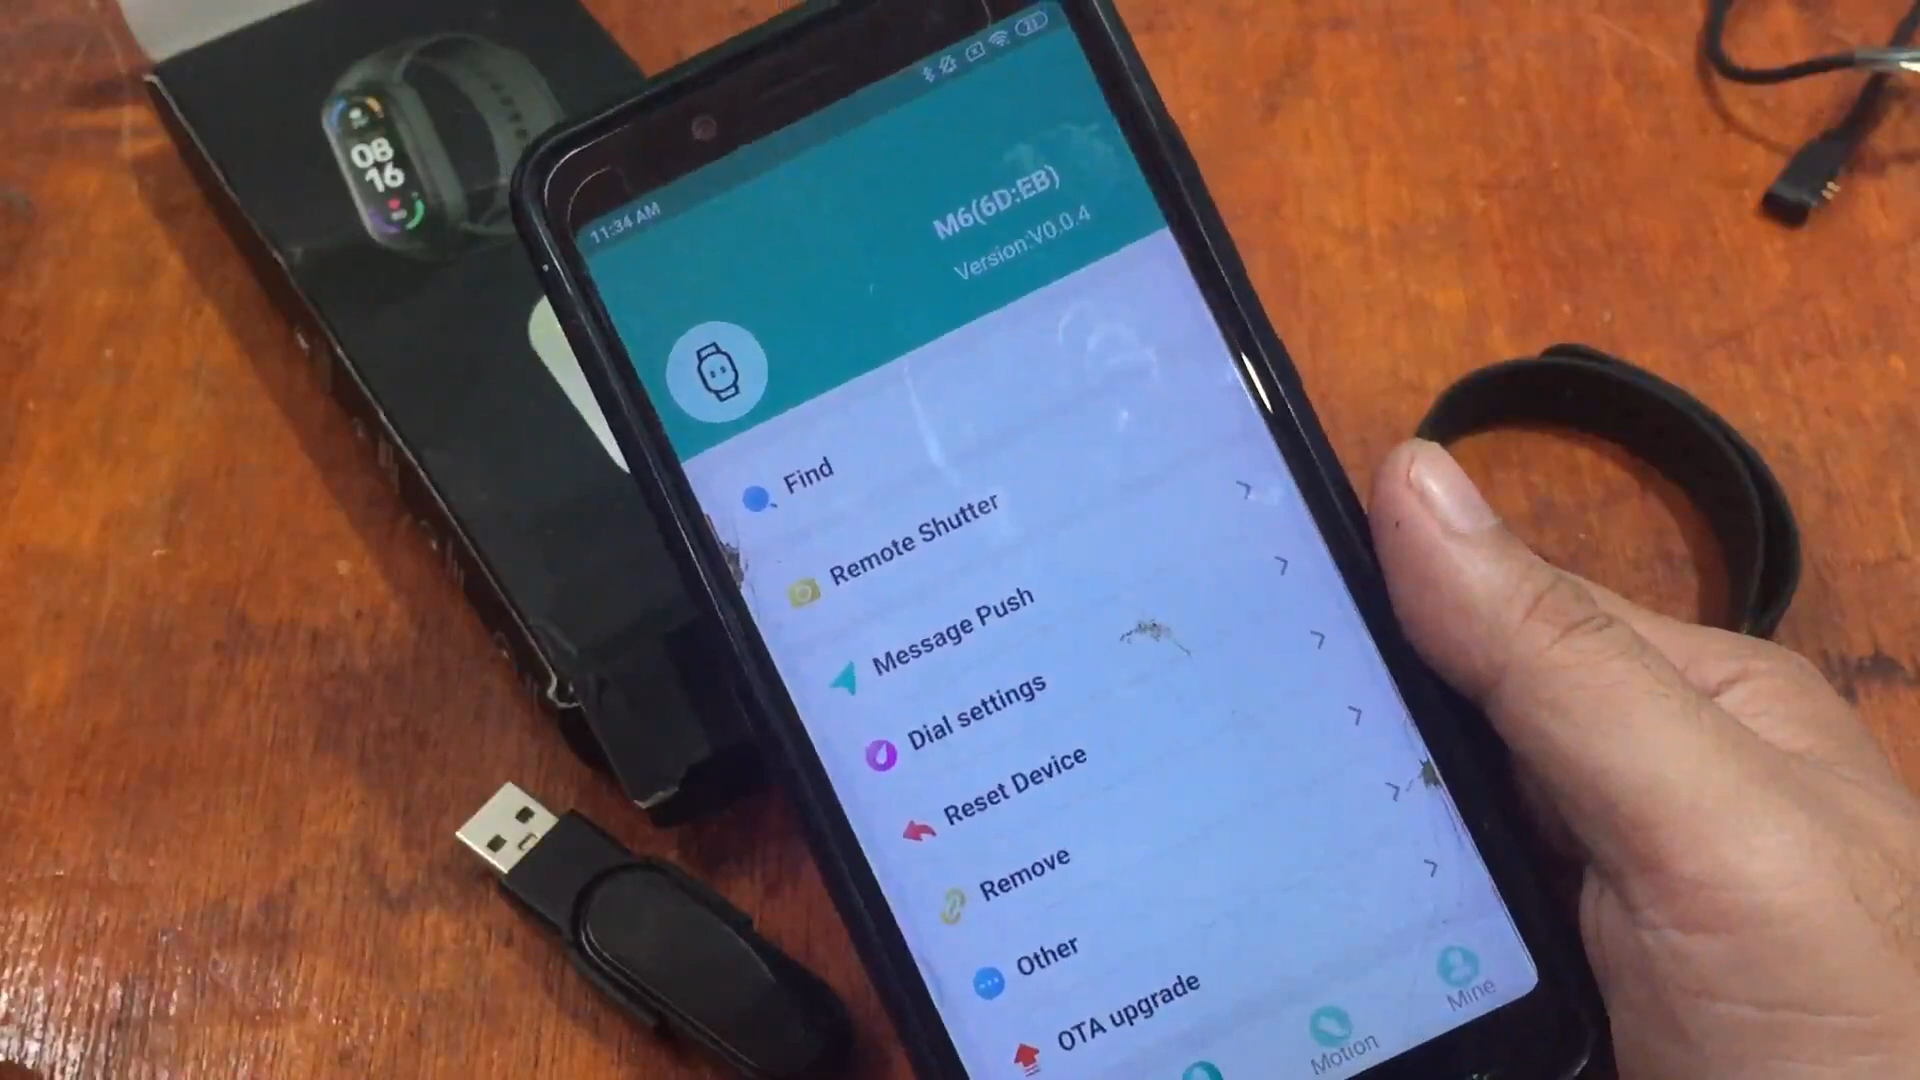 08
16
11:34 AM
33
M6(6D:EB)
Version:V0.0.4
Find
Remote Shutter
Message Push
Dial settings
Reset Device
Remove
Other
OTA upgrade
Motion
Mine